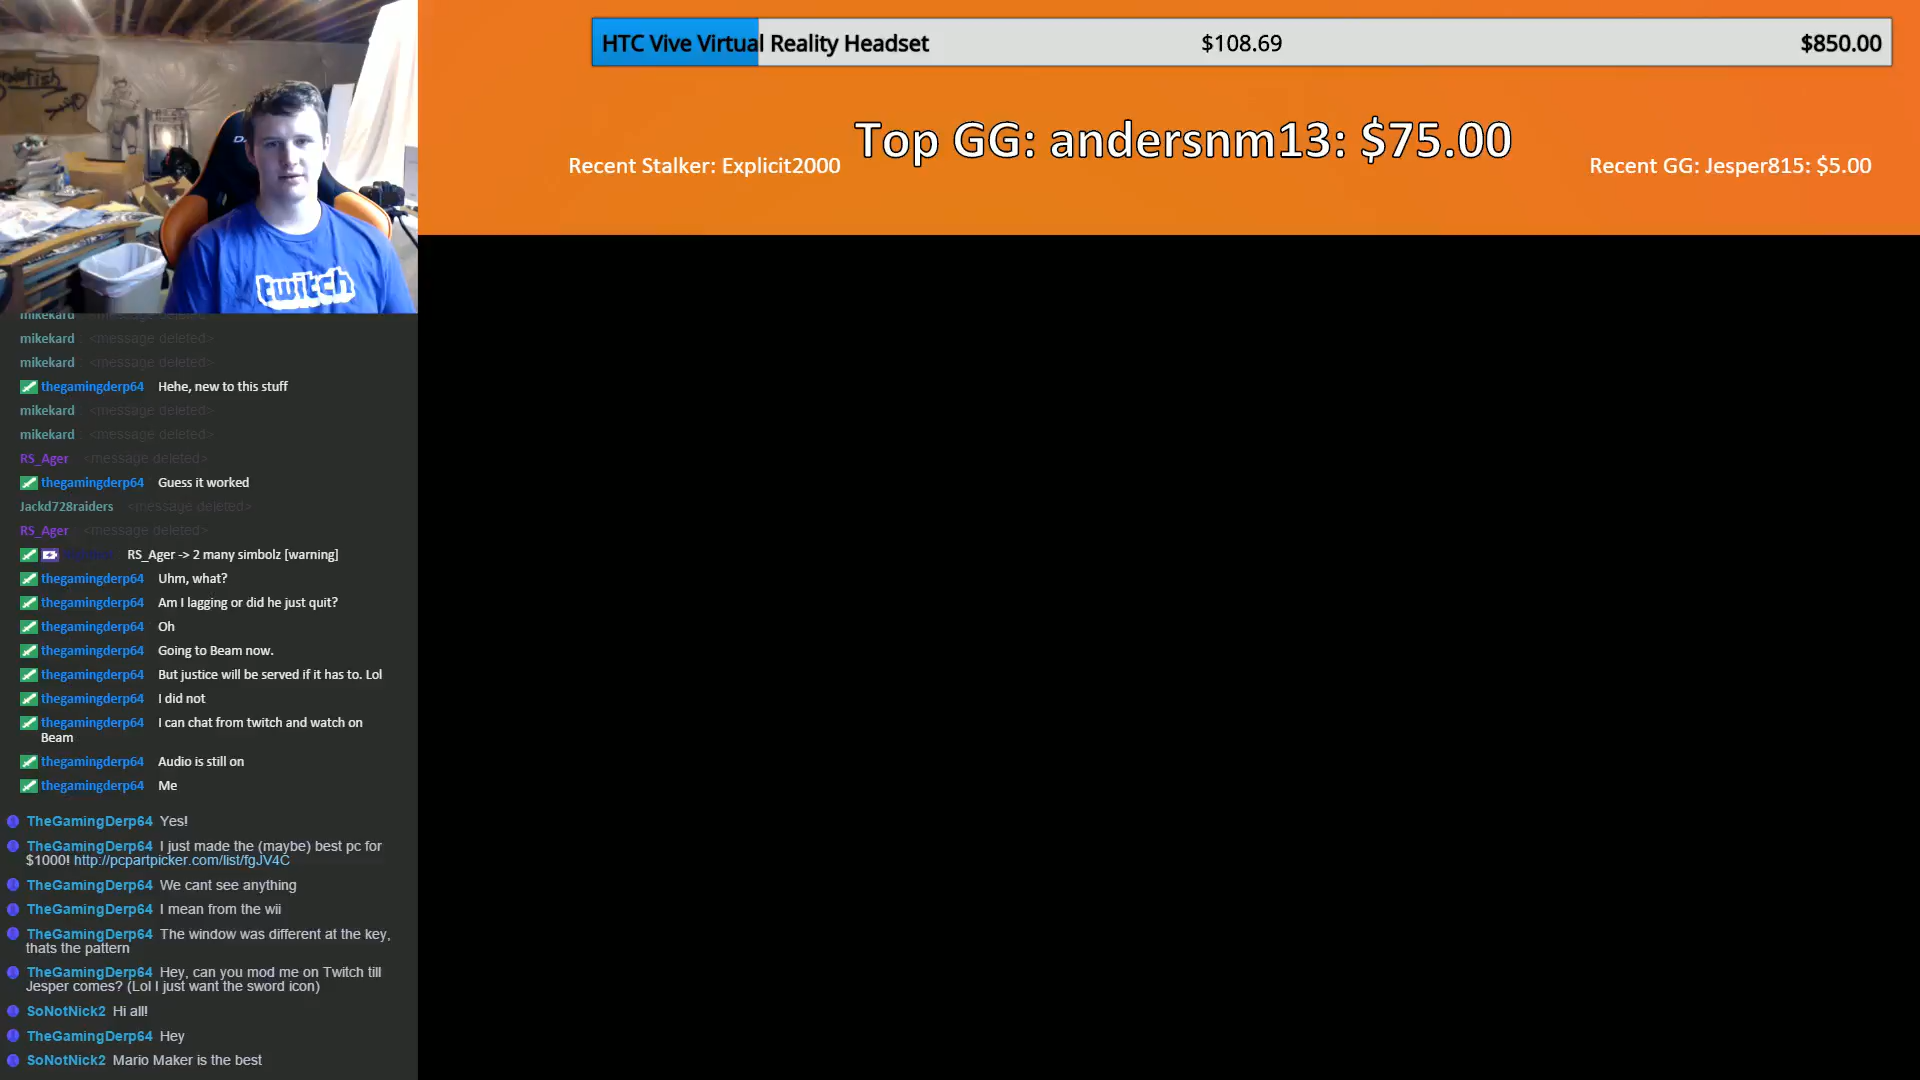 HTC Vive Virtual Reality Headset $108.69 $850.00
Top GG: andersnm13: $75.00
Recent Stalker: Explicit2000
Recent GG: Jesper815: $5.00
twitch
mikekard <message deleted>
mikekard <message deleted>
mikekard <message deleted>
thegamingderp64 Hehe, new to this stuff
mikekard <message deleted>
mikekard <message deleted>
RS_Ager <message deleted>
thegamingderp64 Guess it worked
Jackd728raiders <message deleted>
RS_Ager <message deleted>
RS_Ager -> 2 many simbolz [warning]
thegamingderp64 Uhm, what?
thegamingderp64 Am I lagging or did he just quit?
thegamingderp64 Oh
thegamingderp64 Going to Beam now.
thegamingderp64 But justice will be served if it has to. Lol
thegamingderp64 I did not
thegamingderp64 I can chat from twitch and watch on
Beam
thegamingderp64 Audio is still on
thegamingderp64 Me
TheGamingDerp64 Yes!
TheGamingDerp64 I just made the (maybe) best pc for
$1000! http://pcpartpicker.com/list/fgJV4C
TheGamingDerp64 We cant see anything
TheGamingDerp64 I mean from the wii
TheGamingDerp64 The window was different at the key,
thats the pattern
TheGamingDerp64 Hey, can you mod me on Twitch till
Jesper comes? (Lol I just want the sword icon)
SoNotNick2 Hi all!
TheGamingDerp64 Hey
SoNotNick2 Mario Maker is the best